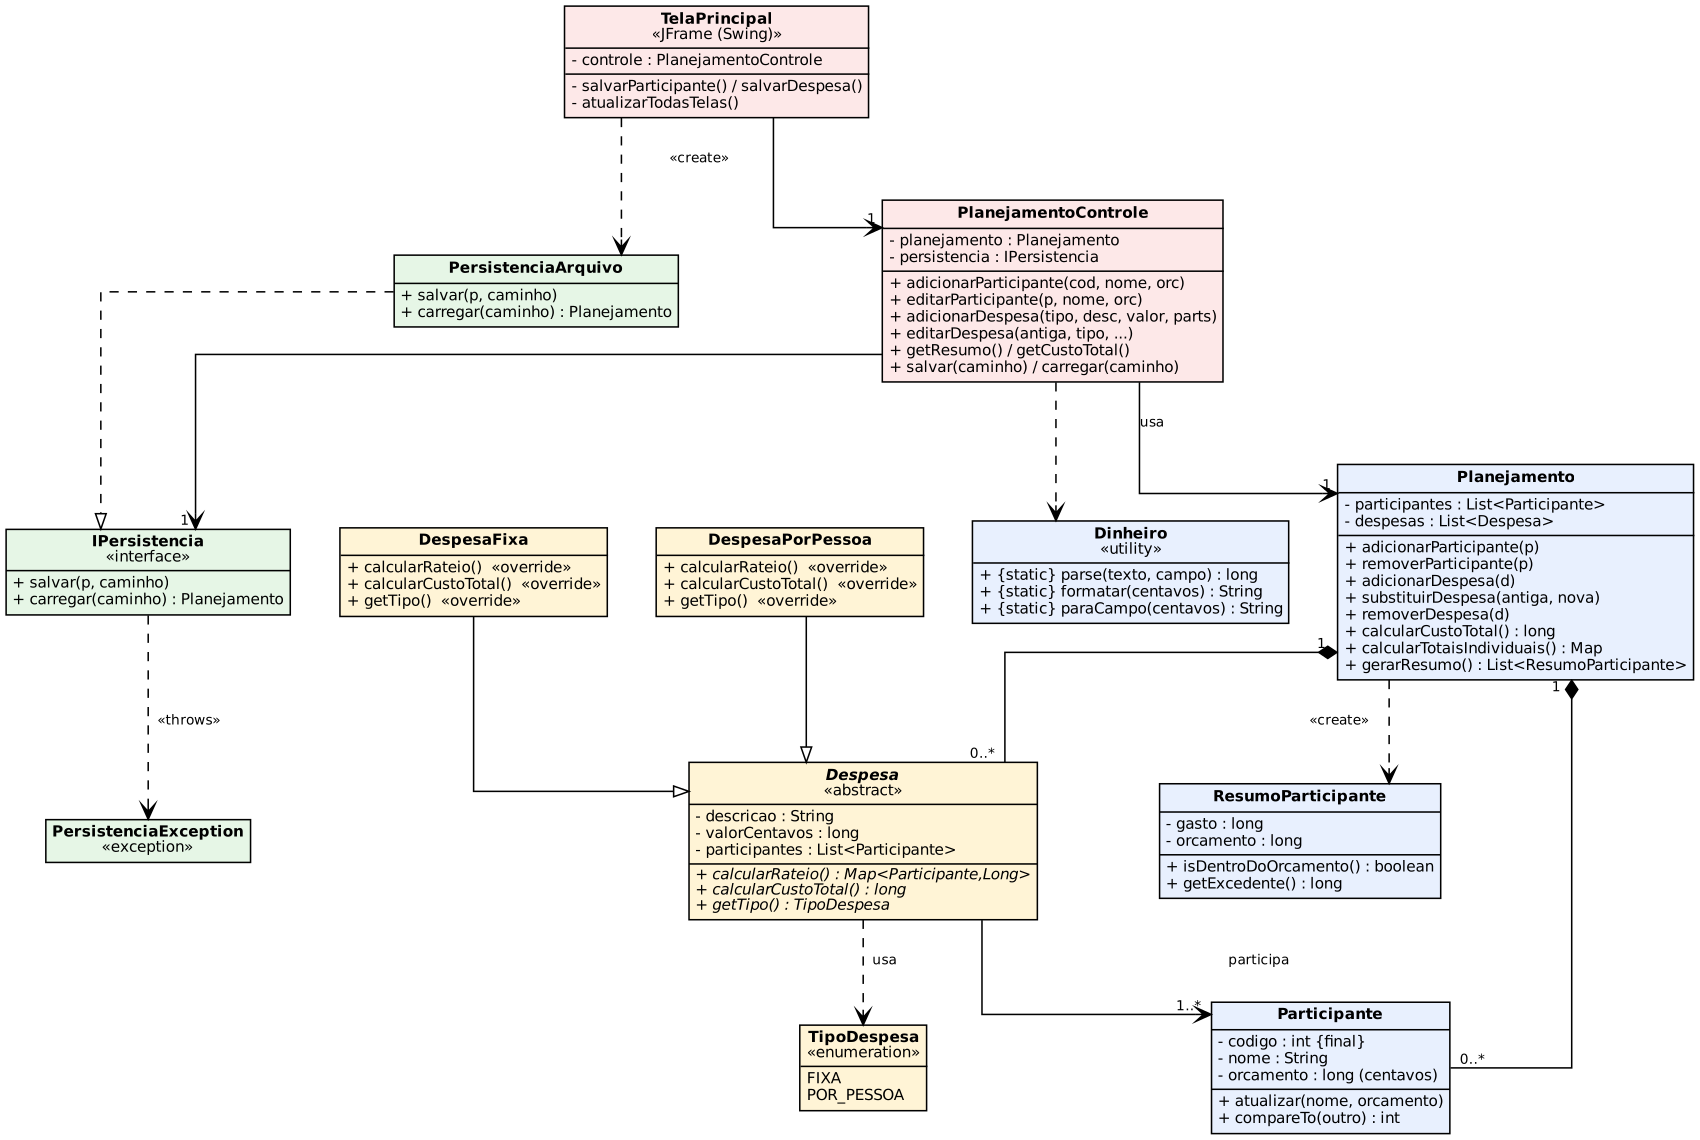 TelaPrincipal
«JFrame (Swing)»
- controle : PlanejamentoControle
- salvarParticipante() / salvarDespesa()
- atualizarTodasTelas()
«create»
1
PlanejamentoControle
- planejamento : Planejamento
- persistencia : IPersistencia
+ adicionarParticipante(cod, nome, orc)
+ editarParticipante(p, nome, orc)
+ adicionarDespesa(tipo, desc, valor, parts)
+ editarDespesa(antiga, tipo, ...)
+ getResumo() / getCustoTotal()
+ salvar(caminho) / carregar(caminho)
PersistenciaArquivo
+ salvar(p, caminho)
+ carregar(caminho) : Planejamento
usa
1
1
IPersistencia
«interface»
+ salvar(p, caminho)
+ carregar(caminho) : Planejamento
DespesaFixa
+ calcularRateio()  «override»
+ calcularCustoTotal()  «override»
+ getTipo()  «override»
DespesaPorPessoa
+ calcularRateio()  «override»
+ calcularCustoTotal()  «override»
+ getTipo()  «override»
Dinheiro
«utility»
+ {static} parse(texto, campo) : long
+ {static} formatar(centavos) : String
+ {static} paraCampo(centavos) : String
Planejamento
- participantes : List<Participante>
- despesas : List<Despesa>
+ adicionarParticipante(p)
+ removerParticipante(p)
+ adicionarDespesa(d)
+ substituirDespesa(antiga, nova)
+ removerDespesa(d)
+ calcularCustoTotal() : long
+ calcularTotaisIndividuais() : Map
+ gerarResumo() : List<ResumoParticipante>
1
1
«throws»
«create»
0..*
PersistenciaException
«exception»
Despesa
«abstract»
- descricao : String
- valorCentavos : long
- participantes : List<Participante>
+ calcularRateio() : Map<Participante,Long>
+ calcularCustoTotal() : long
+ getTipo() : TipoDespesa
ResumoParticipante
- gasto : long
- orcamento : long
+ isDentroDoOrcamento() : boolean
+ getExcedente() : long
usa
participa
1..*
0..*
TipoDespesa
«enumeration»
FIXA
POR_PESSOA
Participante
- codigo : int {final}
- nome : String
- orcamento : long (centavos)
+ atualizar(nome, orcamento)
+ compareTo(outro) : int